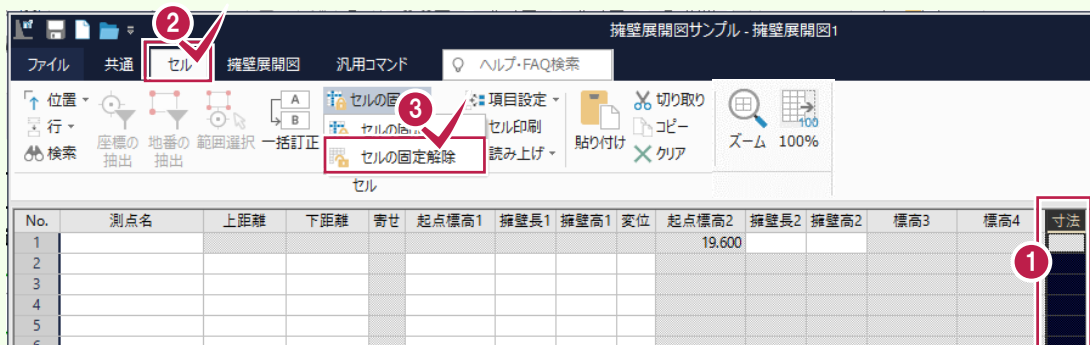 擁壁展開図サンプル - 擁壁展開図1
2
ファイル 共通 セル 擁壁展開図 汎用コマンド ヘルプ・FAQ検索
位置 座標の抽出 地番の抽出 範囲選択 A B 一括訂正 項目設定 貼り付け 切り取り ズーム 100 100%
行 セルの固 3 セル印刷 コピー
検索 セルの固定解除 読み上げ クリア
セル
No. 測点名 上距離 下距離 寄せ 起点標高1 擁壁長1 擁壁高1 変位 起点標高2 擁壁長2 擁壁高2 標高3 標高4 寸法
1 19.600
2 1
3
4
5